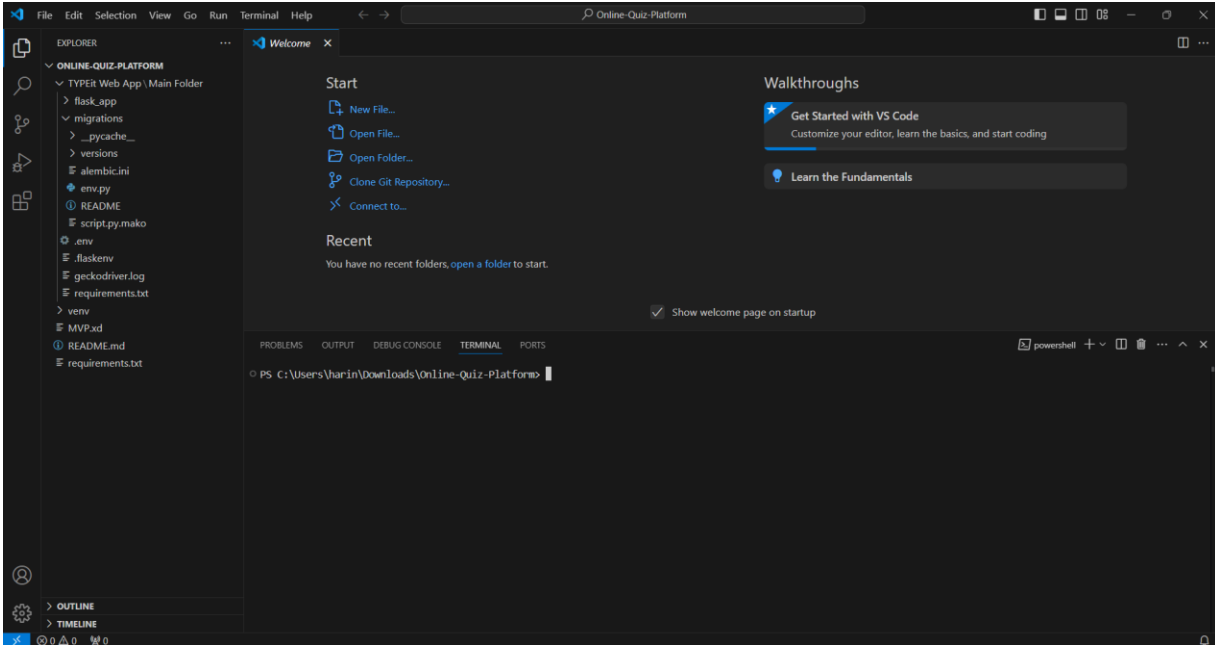 File Edit Selection View Go Run Terminal Help
Online-Quiz-Platform
EXPLORER
ONLINE-QUIZ-PLATFORM
TYPEit Web App \ Main Folder
flask_app
migrations
__pycache__
versions
alembic.ini
env.py
README
script.py.mako
.env
.flaskenv
geckodriver.log
requirements.txt
venv
MVP.xd
README.md
requirements.txt
OUTLINE
TIMELINE
Welcome
Start
New File...
Open File...
Open Folder...
Clone Git Repository...
Connect to...
Recent
You have no recent folders, open a folder to start.
Walkthroughs
Get Started with VS Code
Customize your editor, learn the basics, and start coding
Learn the Fundamentals
Show welcome page on startup
PROBLEMS OUTPUT DEBUG CONSOLE TERMINAL PORTS
powershell
PS C:\Users\harin\Downloads\Online-Quiz-Platform>
0 0 0